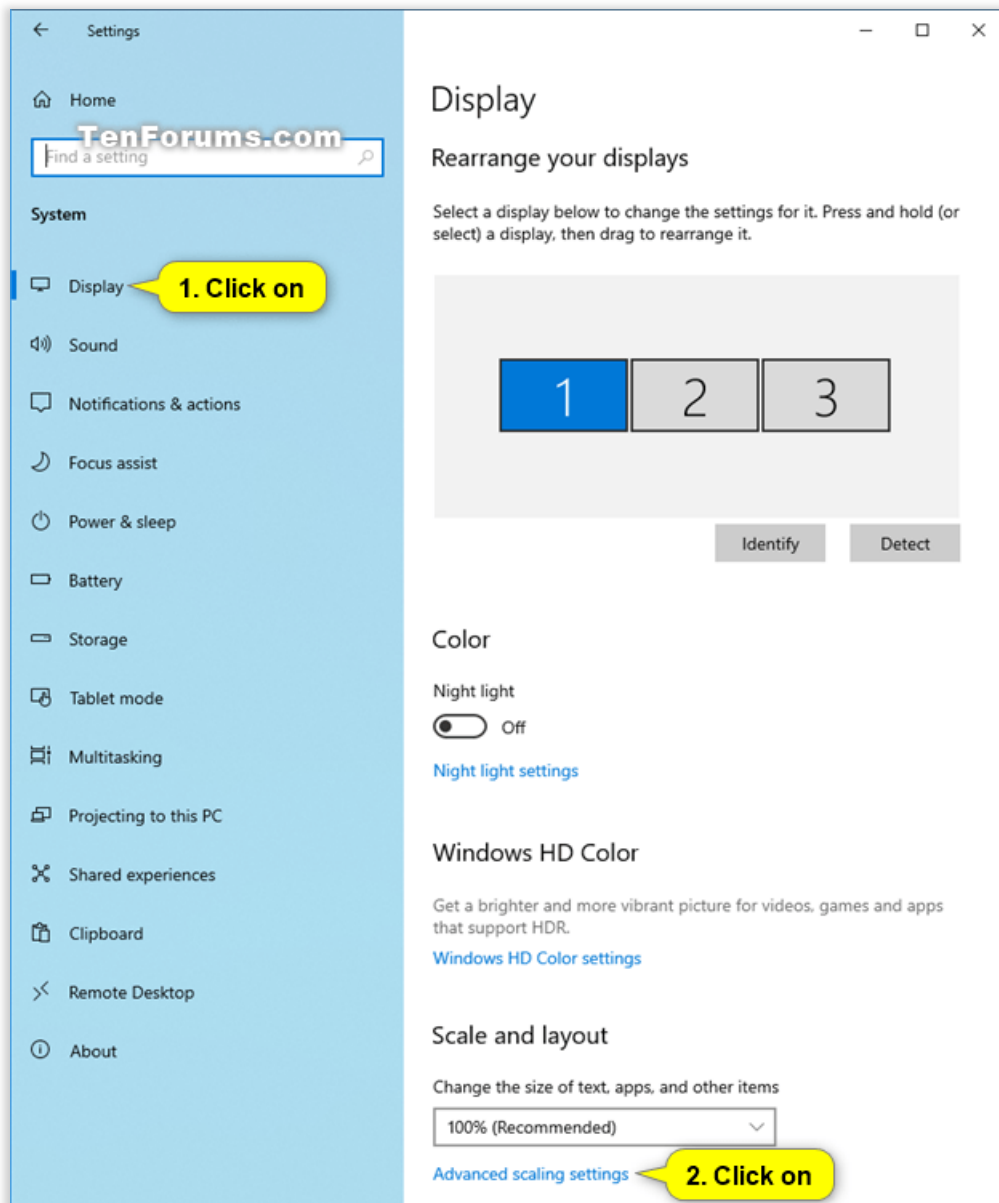 Settings
Home
TenForums.com
Find a setting
System
Display
1. Click on
Sound
Notifications & actions
Focus assist
Power & sleep
Battery
Storage
Tablet mode
Multitasking
Projecting to this PC
Shared experiences
Clipboard
Remote Desktop
About
Display
Rearrange your displays
Select a display below to change the settings for it. Press and hold (or
select) a display, then drag to rearrange it.
1 2 3
Identify Detect
Color
Night light
Off
Night light settings
Windows HD Color
Get a brighter and more vibrant picture for videos, games and apps
that support HDR.
Windows HD Color settings
Scale and layout
Change the size of text, apps, and other items
100% (Recommended)
Advanced scaling settings
2. Click on